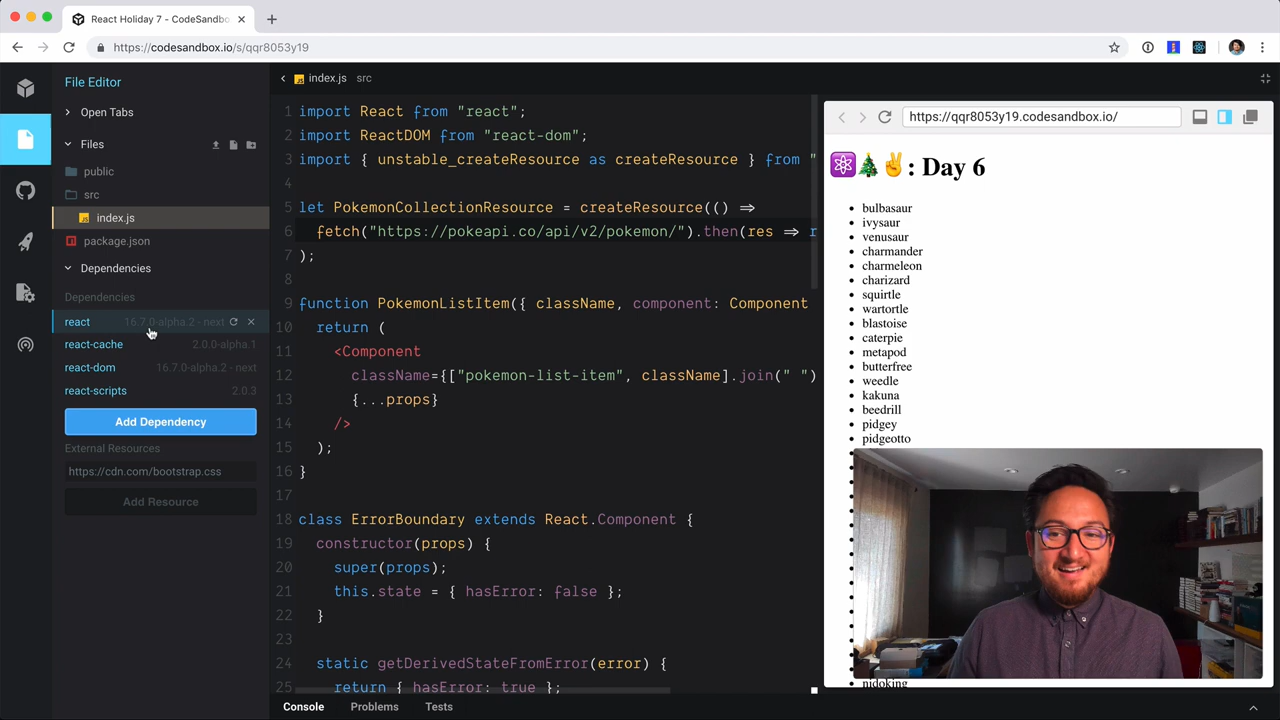 React Holiday 7 - CodeSandbo
https://codesandbox.io/s/qqr8053y19
File Editor
Open Tabs
Files
public
src
index.js
package.json
Dependencies
Dependencies
react 16.7.0-alpha.2 - next
react-cache 2.0.0-alpha.1
react-dom 16.7.0-alpha.2 - next
react-scripts 2.0.3
Add Dependency
External Resources
https://cdn.com/bootstrap.css
Add Resource
index.js src
1 import React from "react";
2 import ReactDOM from "react-dom";
3 import { unstable_createResource as createResource } from "
4
5 let PokemonCollectionResource = createResource(() =>
6 fetch("https://pokeapi.co/api/v2/pokemon/").then(res => r
7 );
8
9 function PokemonListItem({ className, component: Component
10 return (
11 <Component
12 className={["pokemon-list-item", className].join(" ")
13 {...props}
14 />
15 );
16 }
17
18 class ErrorBoundary extends React.Component {
19 constructor(props) {
20 super(props);
21 this.state = { hasError: false };
22 }
23
24 static getDerivedStateFromError(error) {
25 return { hasError: true };
Console Problems Tests
https://qqr8053y19.codesandbox.io/
⚛️🎄✌️: Day 6
bulbasaur
ivysaur
venusaur
charmander
charmeleon
charizard
squirtle
wartortle
blastoise
caterpie
metapod
butterfree
weedle
kakuna
beedrill
pidgey
pidgeotto
nidoking